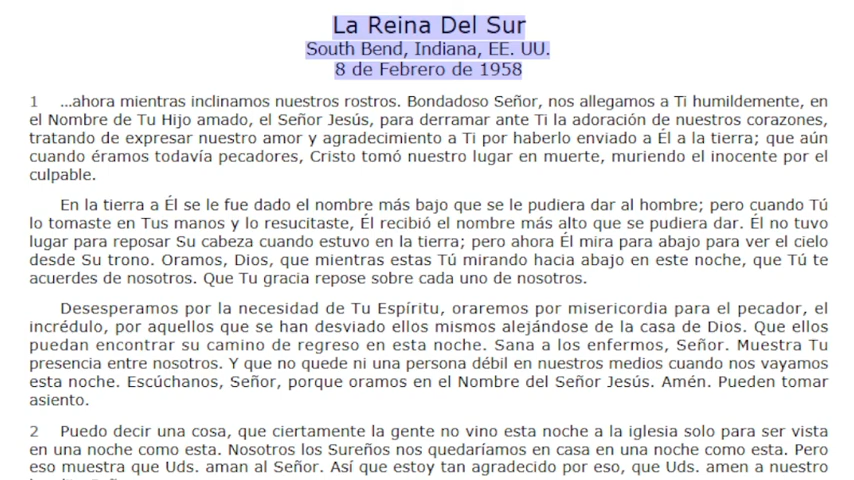 La Reina Del Sur
South Bend, Indiana, EE. UU.
8 de Febrero de 1958
1 ...ahora mientras inclinamos nuestros rostros. Bondadoso Señor, nos allegamos a Ti humildemente, en
el Nombre de Tu Hijo amado, el Señor Jesús, para derramar ante Ti la adoración de nuestros corazones,
tratando de expresar nuestro amor y agradecimiento a Ti por haberlo enviado a Él a la tierra; que aún
cuando éramos todavía pecadores, Cristo tomó nuestro lugar en muerte, muriendo el inocente por el
culpable.
En la tierra a Él se le fue dado el nombre más bajo que se le pudiera dar al hombre; pero cuando Tú
lo tomaste en Tus manos y lo resucitaste, Él recibió el nombre más alto que se pudiera dar. Él no tuvo
lugar para reposar Su cabeza cuando estuvo en la tierra; pero ahora Él mira para abajo para ver el cielo
desde Su trono. Oramos, Dios, que mientras estas Tú mirando hacia abajo en este noche, que Tú te
acuerdes de nosotros. Que Tu gracia repose sobre cada uno de nosotros.
Desesperamos por la necesidad de Tu Espíritu, oraremos por misericordia para el pecador, el
incrédulo, por aquellos que se han desviado ellos mismos alejándose de la casa de Dios. Que ellos
puedan encontrar su camino de regreso en esta noche. Sana a los enfermos, Señor. Muestra Tu
presencia entre nosotros. Y que no quede ni una persona débil en nuestros medios cuando nos vayamos
esta noche. Escúchanos, Señor, porque oramos en el Nombre del Señor Jesús. Amén. Pueden tomar
asiento.
2 Puedo decir una cosa, que ciertamente la gente no vino esta noche a la iglesia solo para ser vista
en una noche como esta. Nosotros los Sureños nos quedaríamos en casa en una noche como esta. Pero
eso muestra que Uds. aman al Señor. Así que estoy tan agradecido por eso, que Uds. amen a nuestro